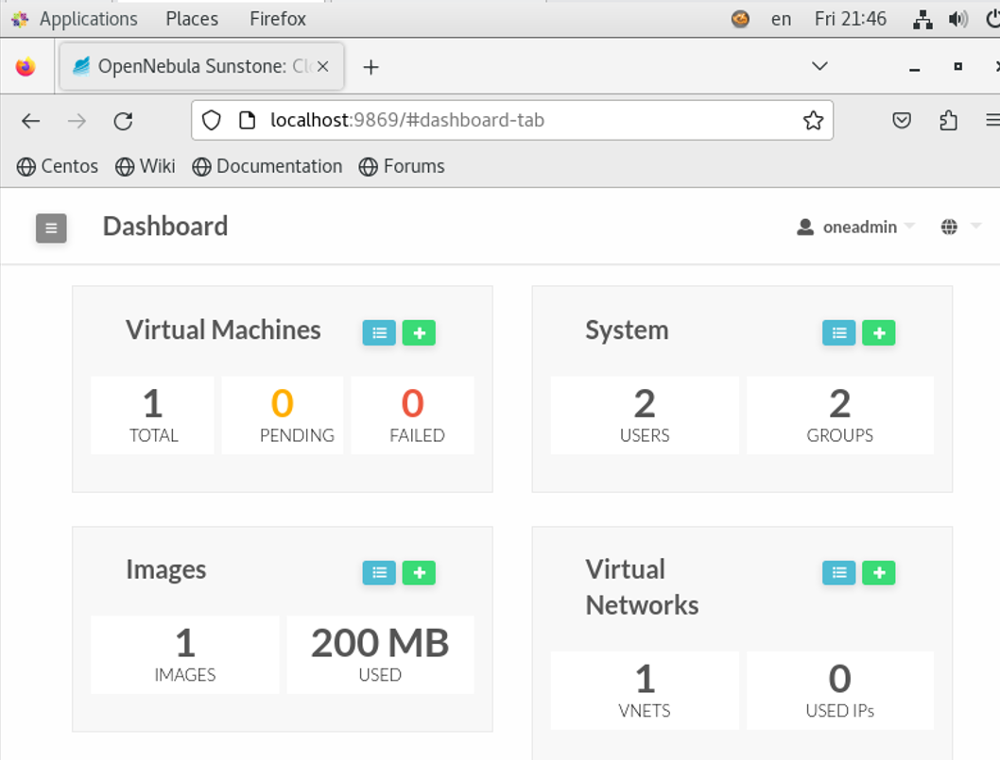 Applications Places Firefox en Fri 21:46
OpenNebula Sunstone: Clo
localhost:9869/#dashboard-tab
Centos Wiki Documentation Forums
Dashboard oneadmin
Virtual Machines
1 0 0
TOTAL PENDING FAILED
System
2 2
USERS GROUPS
Images
1 200 MB
IMAGES USED
Virtual
Networks
1 0
VNETS USED IPs